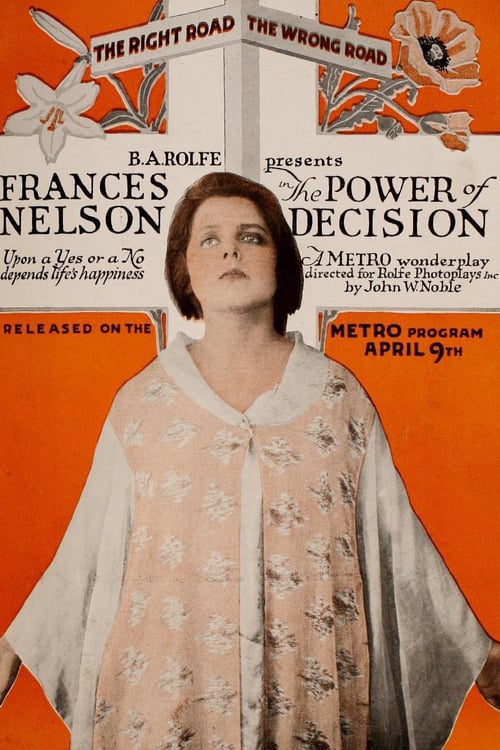 THE RIGHT ROAD
THE WRONG ROAD
B.A. ROLFE presents
FRANCES NELSON
in The POWER of DECISION
Upon a Yes or a No
depends life's happiness
A METRO wonderplay
directed for Rolfe Photoplays Inc
by John W. Noble
RELEASED ON THE
METRO PROGRAM
APRIL 9TH